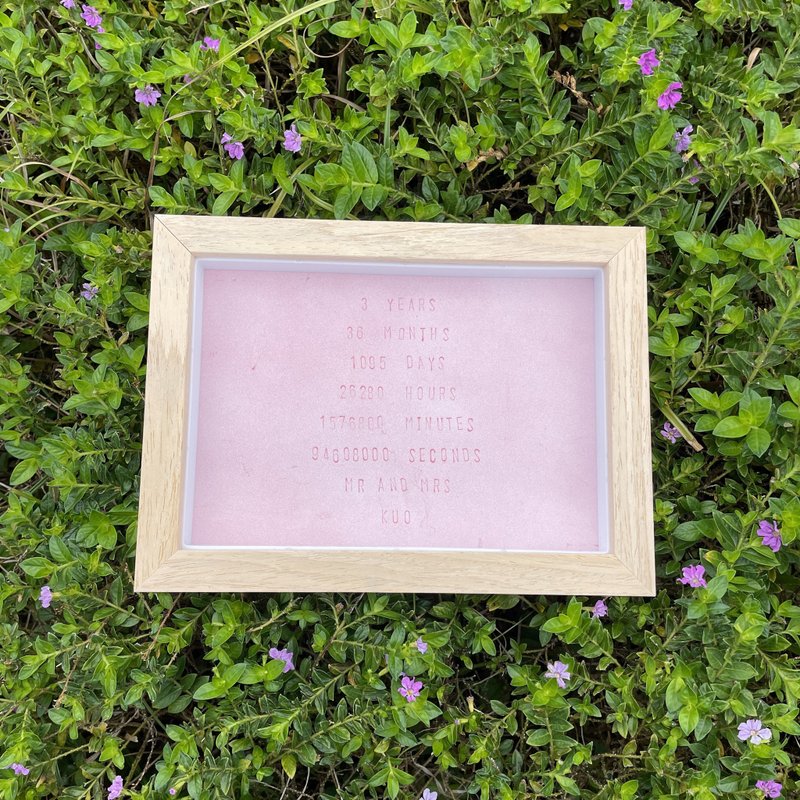 3 YEARS
36 MONTHS
1095 DAYS
26280 HOURS
1576800 MINUTES
94608000 SECONDS
MR AND MRS
KUO